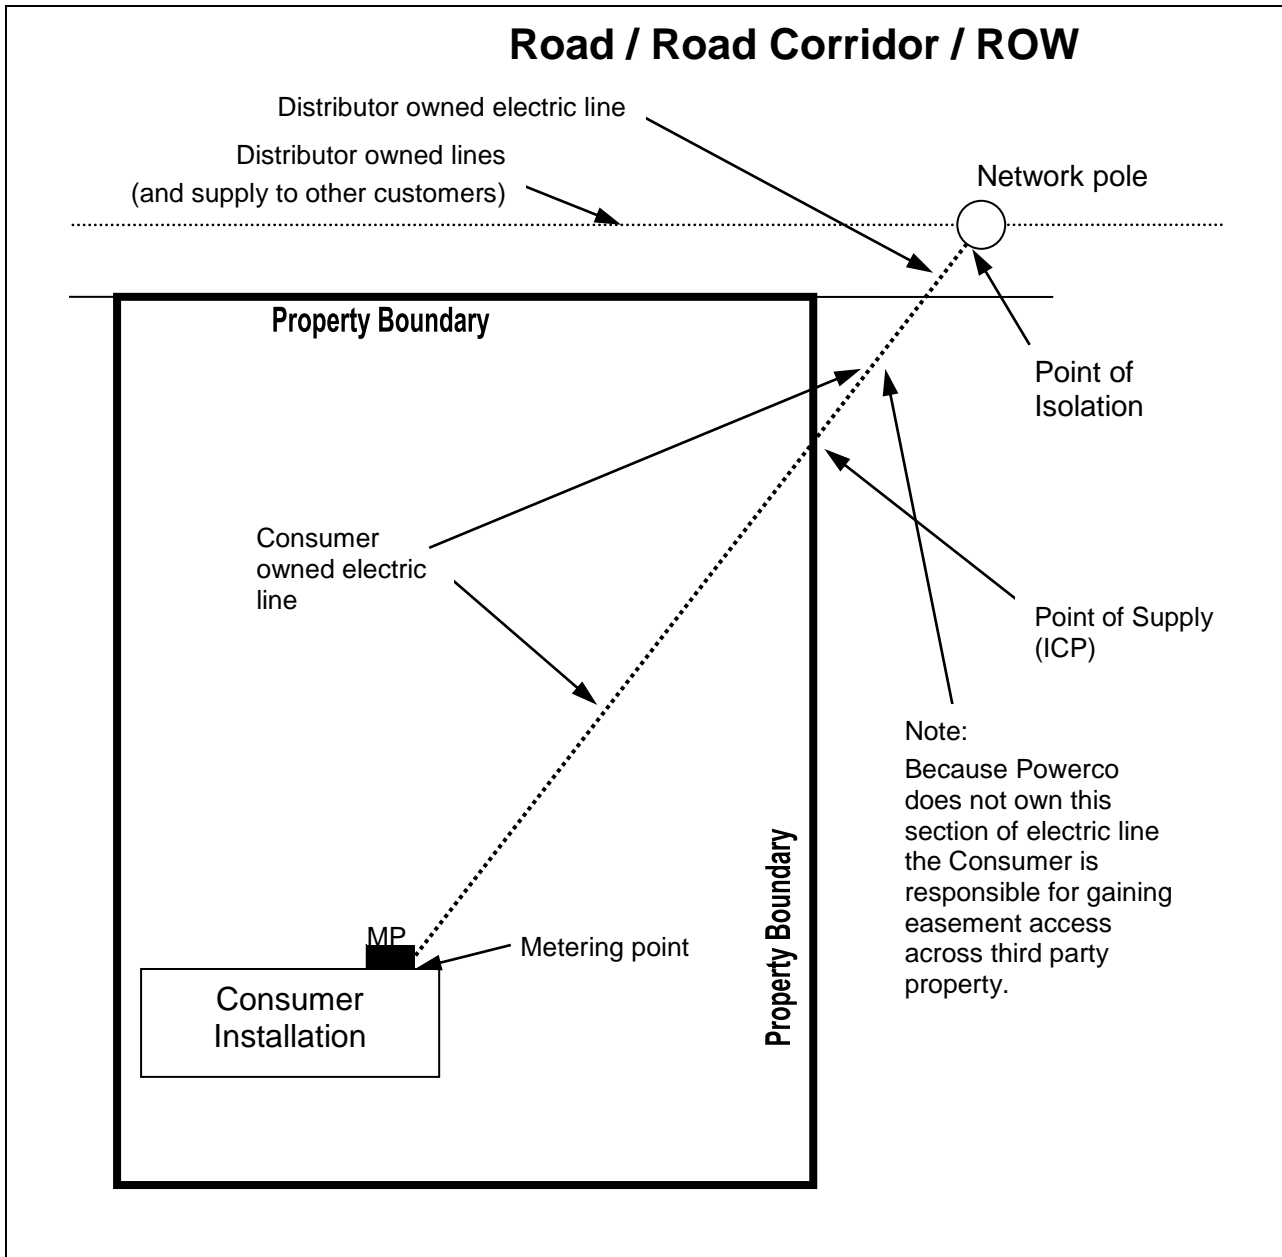 Road / Road Corridor / ROW
Distributor owned electric line
Distributor owned lines
(and supply to other customers)
Network pole
Property Boundary
Point of
Isolation
Consumer
owned electric
line
Point of Supply
(ICP)
Note:
Because Powerco
does not own this
section of electric line
the Consumer is
responsible for gaining
easement access
across third party
property.
Property Boundary
MP
Metering point
Consumer
Installation